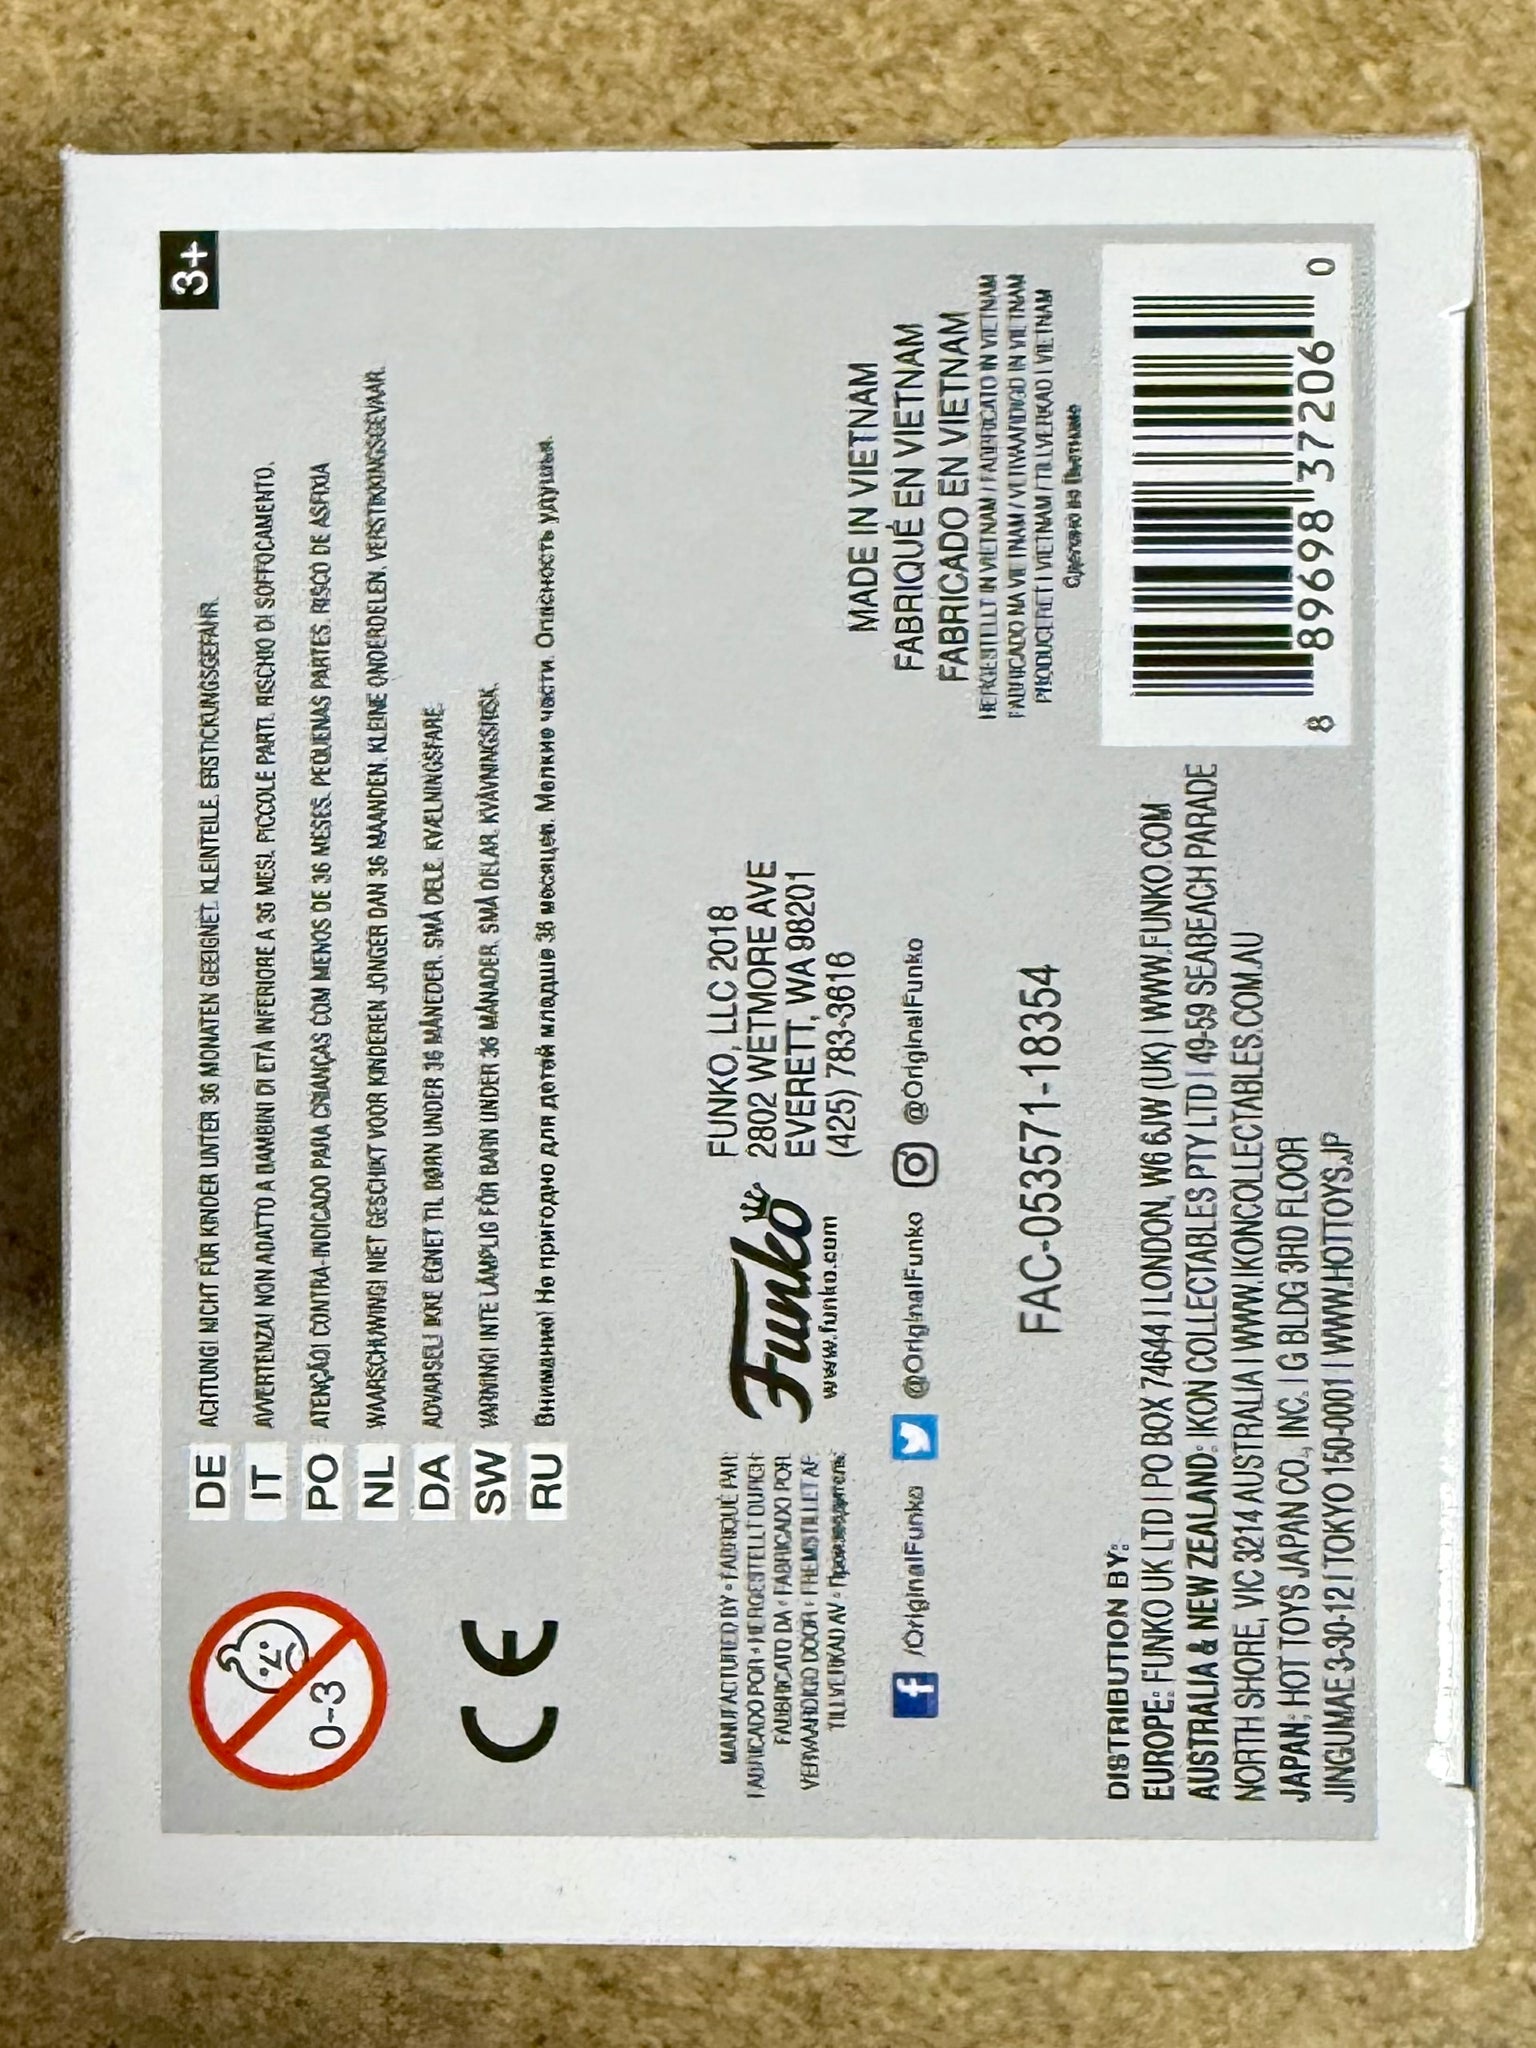 3+
DE ACHTUNG! NICHT FÜR KINDER UNTER 36 MONATEN GEEIGNET. KLEINTEILE. ERSTICKUNGSGEFAHR.
IT AVVERTENZA! NON ADATTO A BAMBINI DI ETÀ INFERIORE A 36 MESI. PICCOLE PARTI. RISCHIO DI SOFFOCAMENTO.
PO ATENÇÃO! CONTRA-INDICADO PARA CRIANÇAS COM MENOS DE 36 MESES. PEQUENAS PARTES. RISCO DE ASFIXIA
NL WAARSCHUWING! NIET GESCHIKT VOOR KINDEREN JONGER DAN 36 MAANDEN. KLEINE ONDERDELEN. VERSTIKKINGSGEVAAR.
DA ADVARSEL! IKKE EGNET TIL BØRN UNDER 36 MÅNEDER. SMÅ DELE. KVÆLNINGSFARE.
SW VARNING! INTE LÄMPLIG FÖR BARN UNDER 36 MÅNADER. SMÅ DELAR. KVÄVNINGSRISK.
RU Внимание! Не пригодно для детей младше 36 месяцев. Мелкие части. Опасность удушья.
0-3
CE
MANUFACTURED BY • FABRIQUÉ PAR
FABRICADO POR • HERGESTELLT DURCH
FABBRICATO DA • FABRICADO POR
VERVAARDIGD DOOR • FREMSTILLET AF
TILLVERKAD AV • Производитель:
Funko
www.funko.com
FUNKO, LLC 2018
2802 WETMORE AVE
EVERETT, WA 98201
(425) 783-3616
/OriginalFunko @OriginalFunko @OriginalFunko
MADE IN VIETNAM
FABRIQUÉ EN VIETNAM
FABRICADO EN VIETNAM
HERGESTELLT IN VIETNAM / FABBRICATO IN VIETNAM
FABRICADO NA VIETNAM / VERVAARDIGD IN VIETNAM
PRODUCERET I VIETNAM / TILLVERKAD I VIETNAM
Сделано во Вьетнаме
FAC-053571-18354
DISTRIBUTION BY:
EUROPE: FUNKO UK LTD | PO BOX 74644 | LONDON, W6 6JW (UK) | WWW.FUNKO.COM
AUSTRALIA & NEW ZEALAND: IKON COLLECTABLES PTY LTD | 49-59 SEABEACH PARADE
NORTH SHORE, VIC 3214 AUSTRALIA | WWW.IKONCOLLECTABLES.COM.AU
JAPAN: HOT TOYS JAPAN CO., INC. | G BLDG 3RD FLOOR
JINGUMAE 3-30-12 | TOKYO 150-0001 | WWW.HOTTOYS.JP
8 89698 37206 0